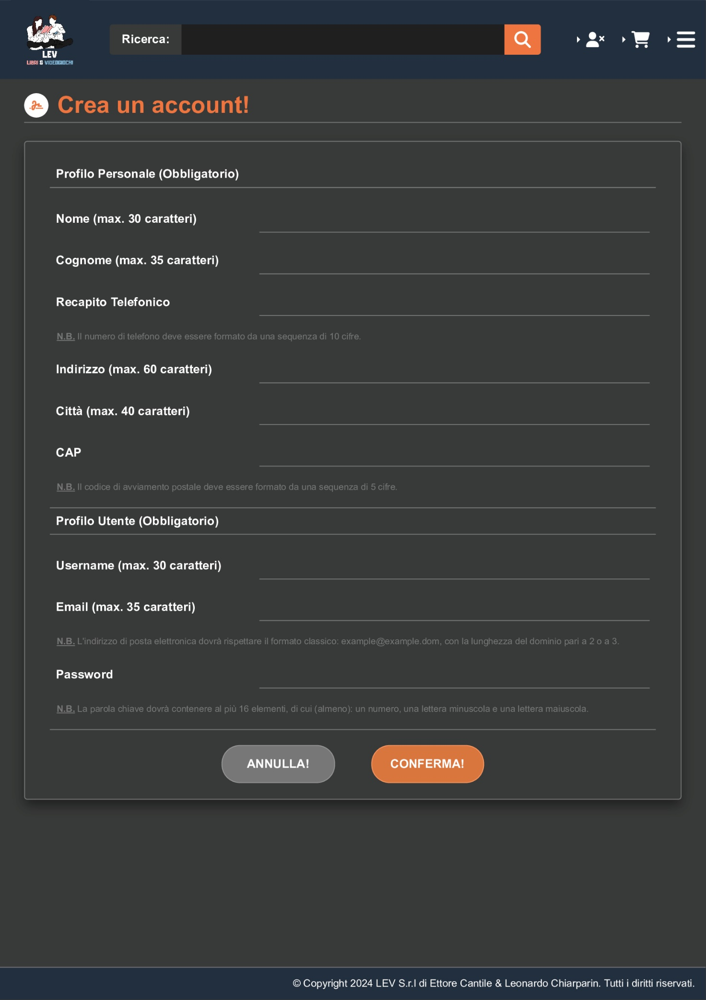 LEV
LIBRI & VIDEOGIOCHI
Ricerca:
Crea un account!
Profilo Personale (Obbligatorio)
Nome (max. 30 caratteri)
Cognome (max. 35 caratteri)
Recapito Telefonico
N.B. Il numero di telefono deve essere formato da una sequenza di 10 cifre.
Indirizzo (max. 60 caratteri)
Città (max. 40 caratteri)
CAP
N.B. Il codice di avviamento postale deve essere formato da una sequenza di 5 cifre.
Profilo Utente (Obbligatorio)
Username (max. 30 caratteri)
Email (max. 35 caratteri)
N.B. L'indirizzo di posta elettronica dovrà rispettare il formato classico: example@example.dom, con la lunghezza del dominio pari a 2 o a 3.
Password
N.B. La parola chiave dovrà contenere al più 16 elementi, di cui (almeno): un numero, una lettera minuscola e una lettera maiuscola.
ANNULLA! CONFERMA!
© Copyright 2024 LEV S.r.l di Ettore Cantile & Leonardo Chiarparin. Tutti i diritti riservati.